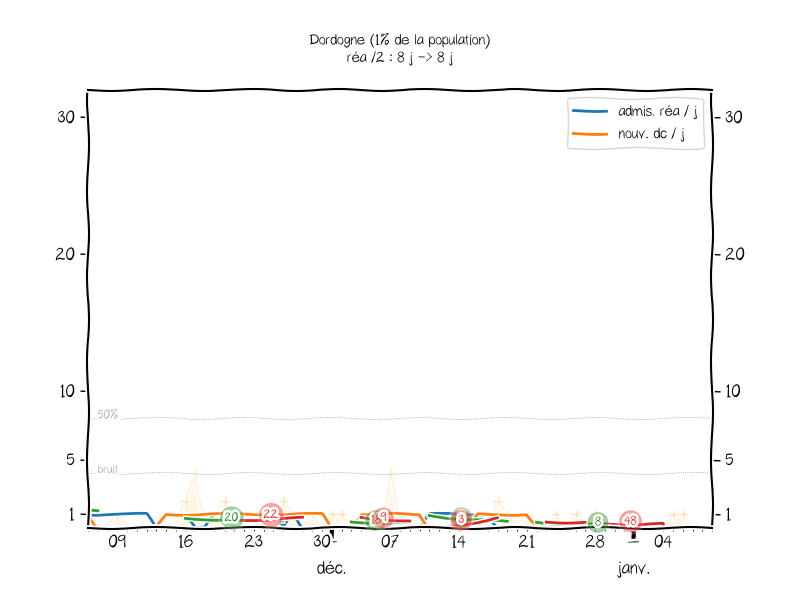 Dordogne (1% de la population)
réa /2 : 8 j -> 8 j
admis. réa / j
nouv. dc / j
30 30
20 20
10 10
50%
5 5
bruit
1 1
20 22 9 3 8 48
09 16 23 30 07 14 21 28 04
déc. janv.